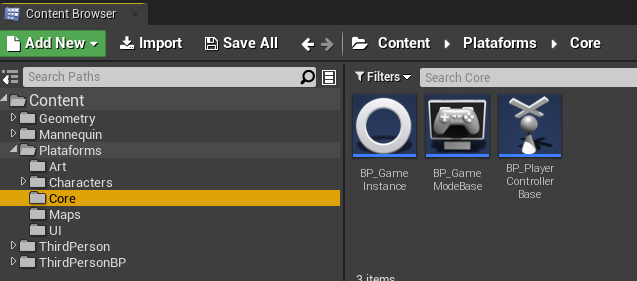 Content Browser
Add New Import Save All Content Plataforms Core
Search Paths
Filters Search Core
Content
Geometry
Mannequin
Plataforms
Art
Characters
Core
Maps
UI
ThirdPerson
ThirdPersonBP
BP_Game
Instance
BP_Game
ModeBase
BP_Player
Controller
Base
3 items